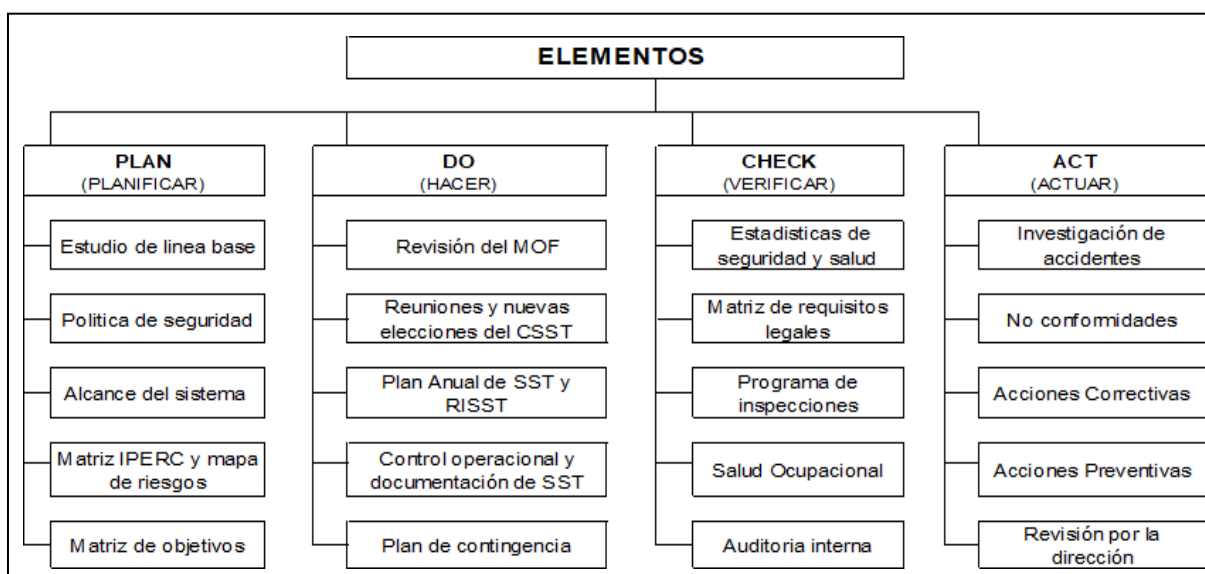 ELEMENTOS
PLAN
(PLANIFICAR)
Estudio de linea base
Politica de seguridad
Alcance del sistema
Matriz IPERC y mapa
de riesgos
Matriz de objetivos
DO
(HACER)
Revisión del MOF
Reuniones y nuevas
elecciones del CSST
Plan Anual de SST y
RISST
Control operacional y
documentación de SST
Plan de contingencia
CHECK
(VERIFICAR)
Estadisticas de
seguridad y salud
Matriz de requisitos
legales
Programa de
inspecciones
Salud Ocupacional
Auditoria interna
ACT
(ACTUAR)
Investigación de
accidentes
No conformidades
Acciones Correctivas
Acciones Preventivas
Revisión por la
dirección